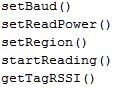 setBaud()
setReadPower()
setRegion()
startReading()
getTagRSSI()